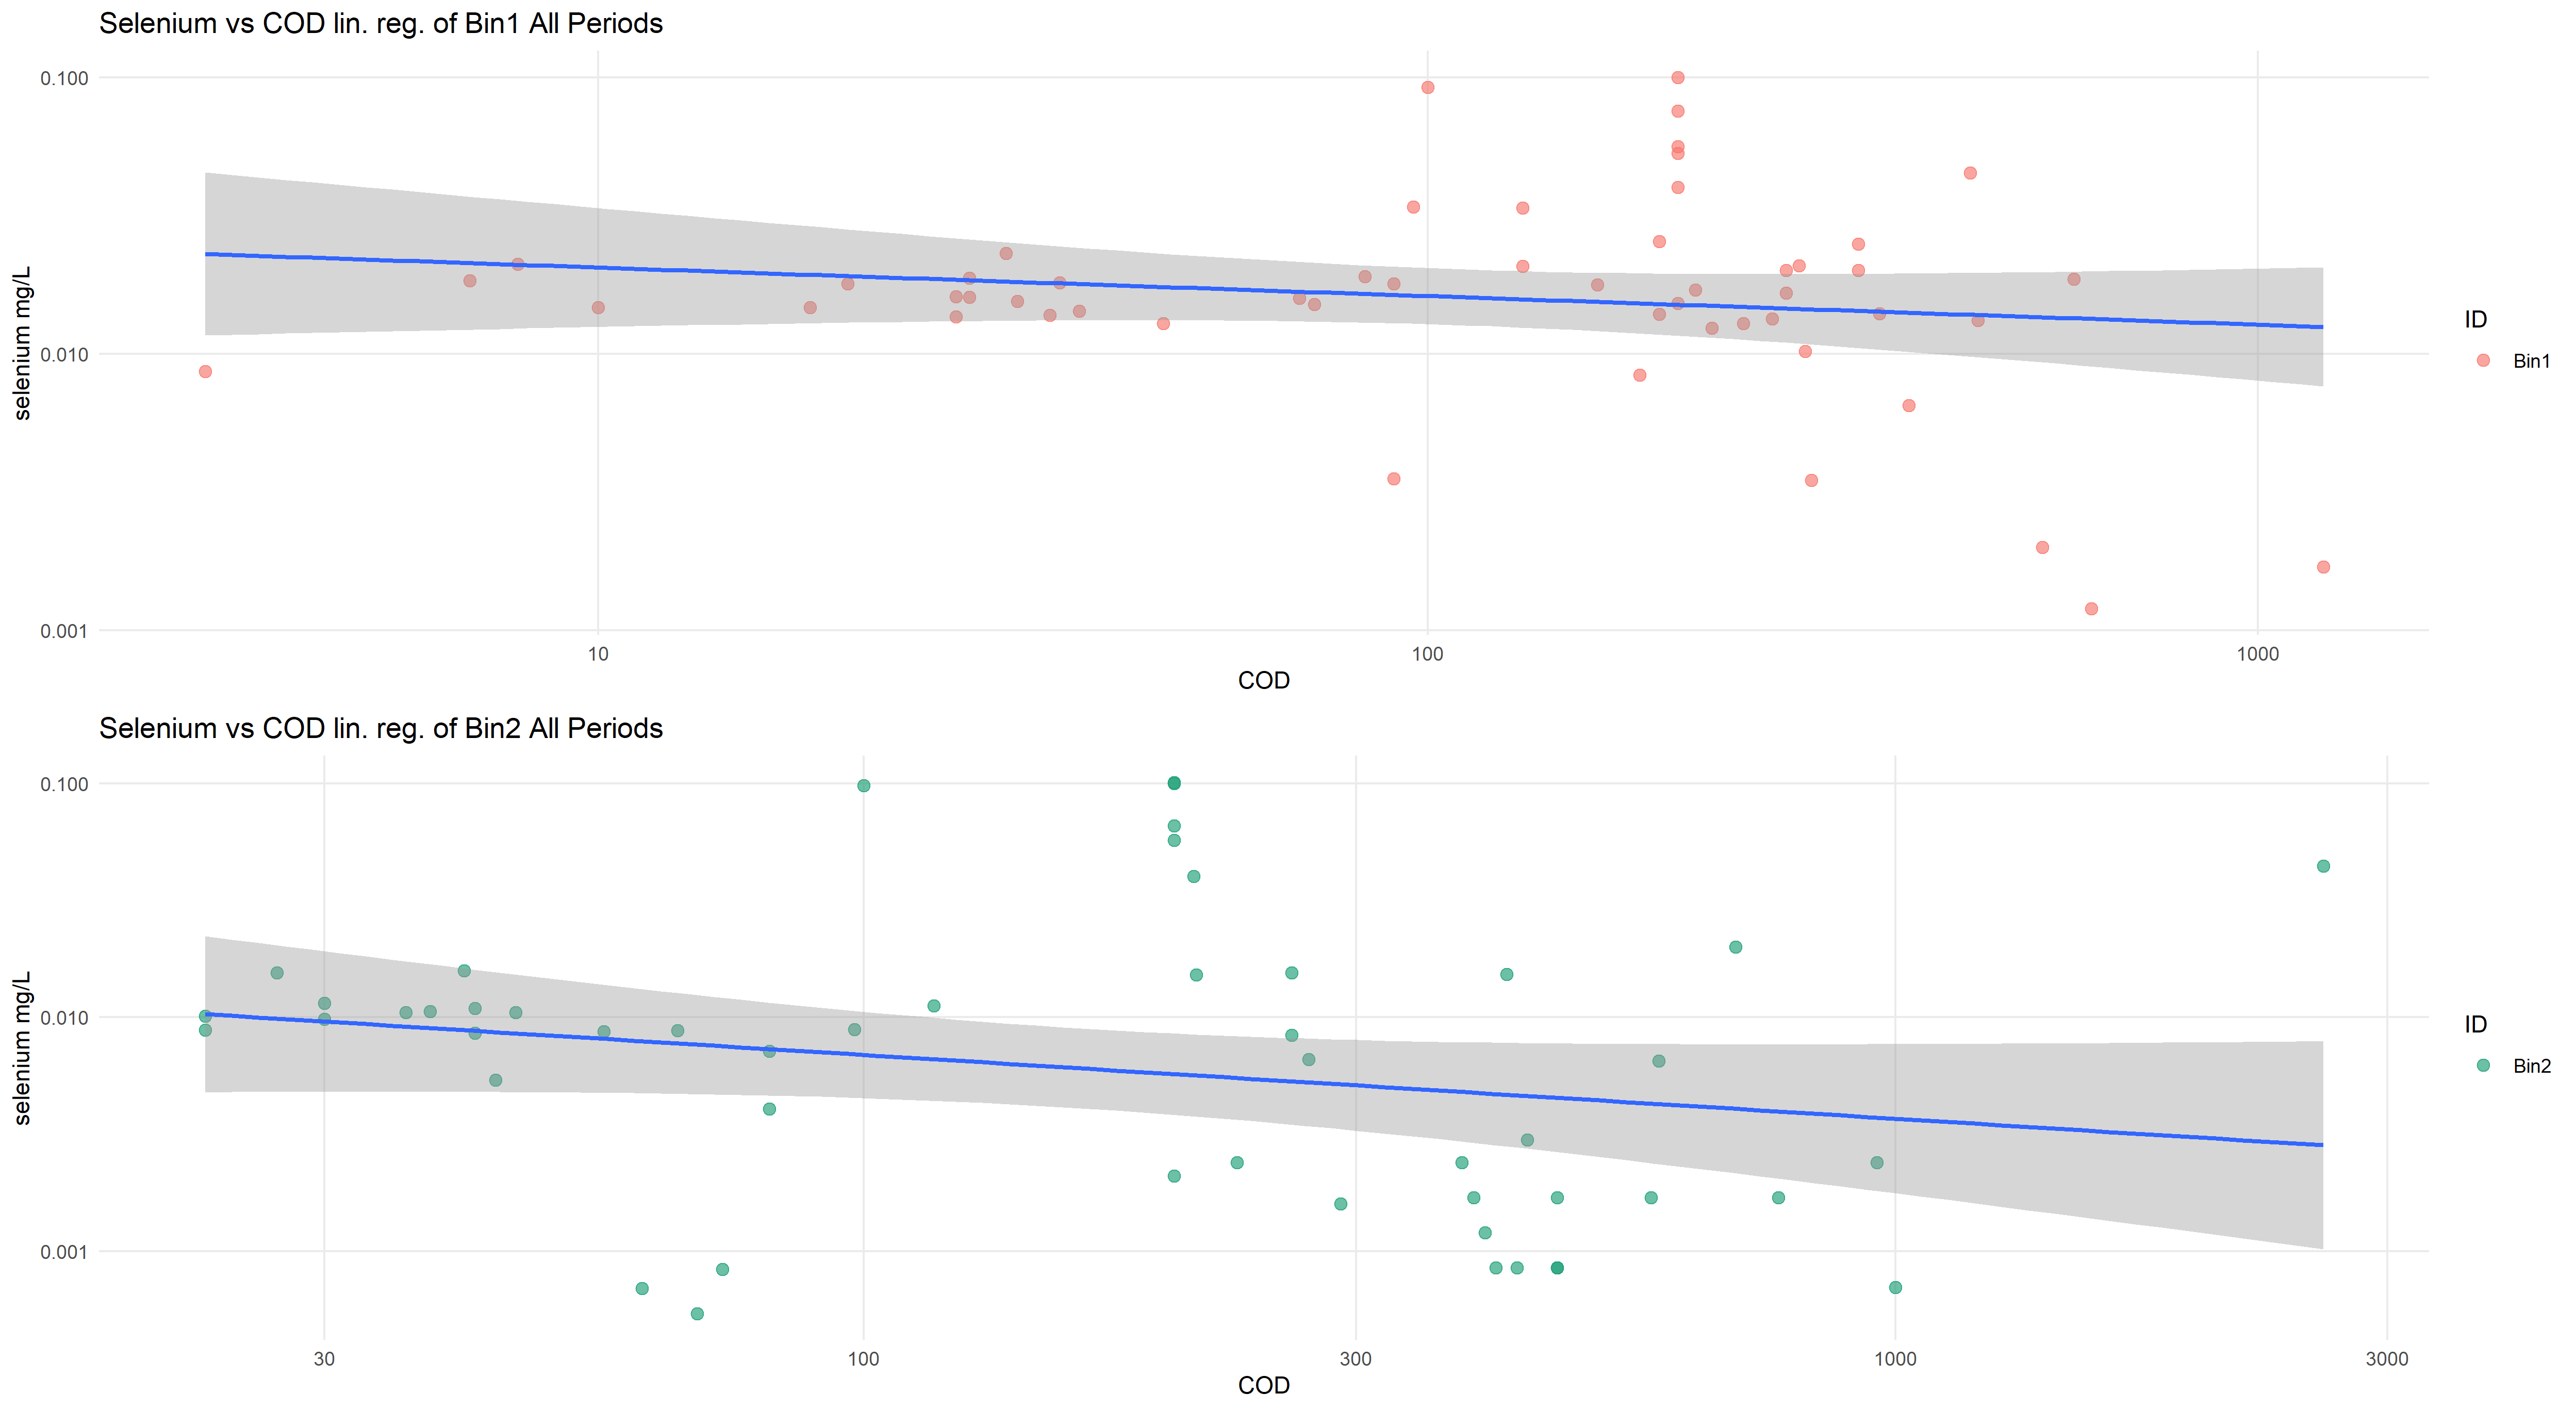 Selenium vs COD lin. reg. of Bin1 All Periods
0.100
0.010
0.001
selenium mg/L
10
100
1000
COD
ID
Bin1
Selenium vs COD lin. reg. of Bin2 All Periods
0.100
0.010
0.001
selenium mg/L
30
100
300
1000
3000
COD
ID
Bin2